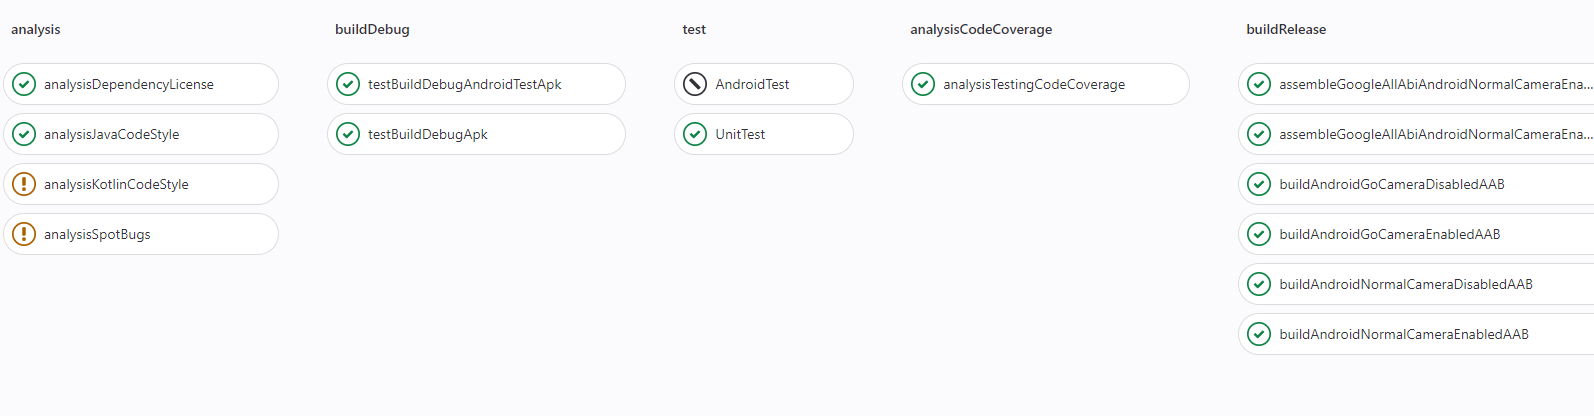 analysis
analysisDependencyLicense
analysisJavaCodeStyle
analysisKotlinCodeStyle
analysisSpotBugs
buildDebug
testBuildDebugAndroidTestApk
testBuildDebugApk
test
AndroidTest
UnitTest
analysisCodeCoverage
analysisTestingCodeCoverage
buildRelease
assembleGoogleAllAbiAndroidNormalCameraEna...
assembleGoogleAllAbiAndroidNormalCameraEna...
buildAndroidGoCameraDisabledAAB
buildAndroidGoCameraEnabledAAB
buildAndroidNormalCameraDisabledAAB
buildAndroidNormalCameraEnabledAAB